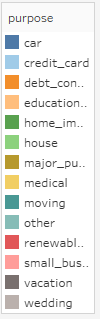 purpose
car
credit_card
debt_con..
education..
home_im..
house
major_pu..
medical
moving
other
renewabl..
small_bus..
vacation
wedding